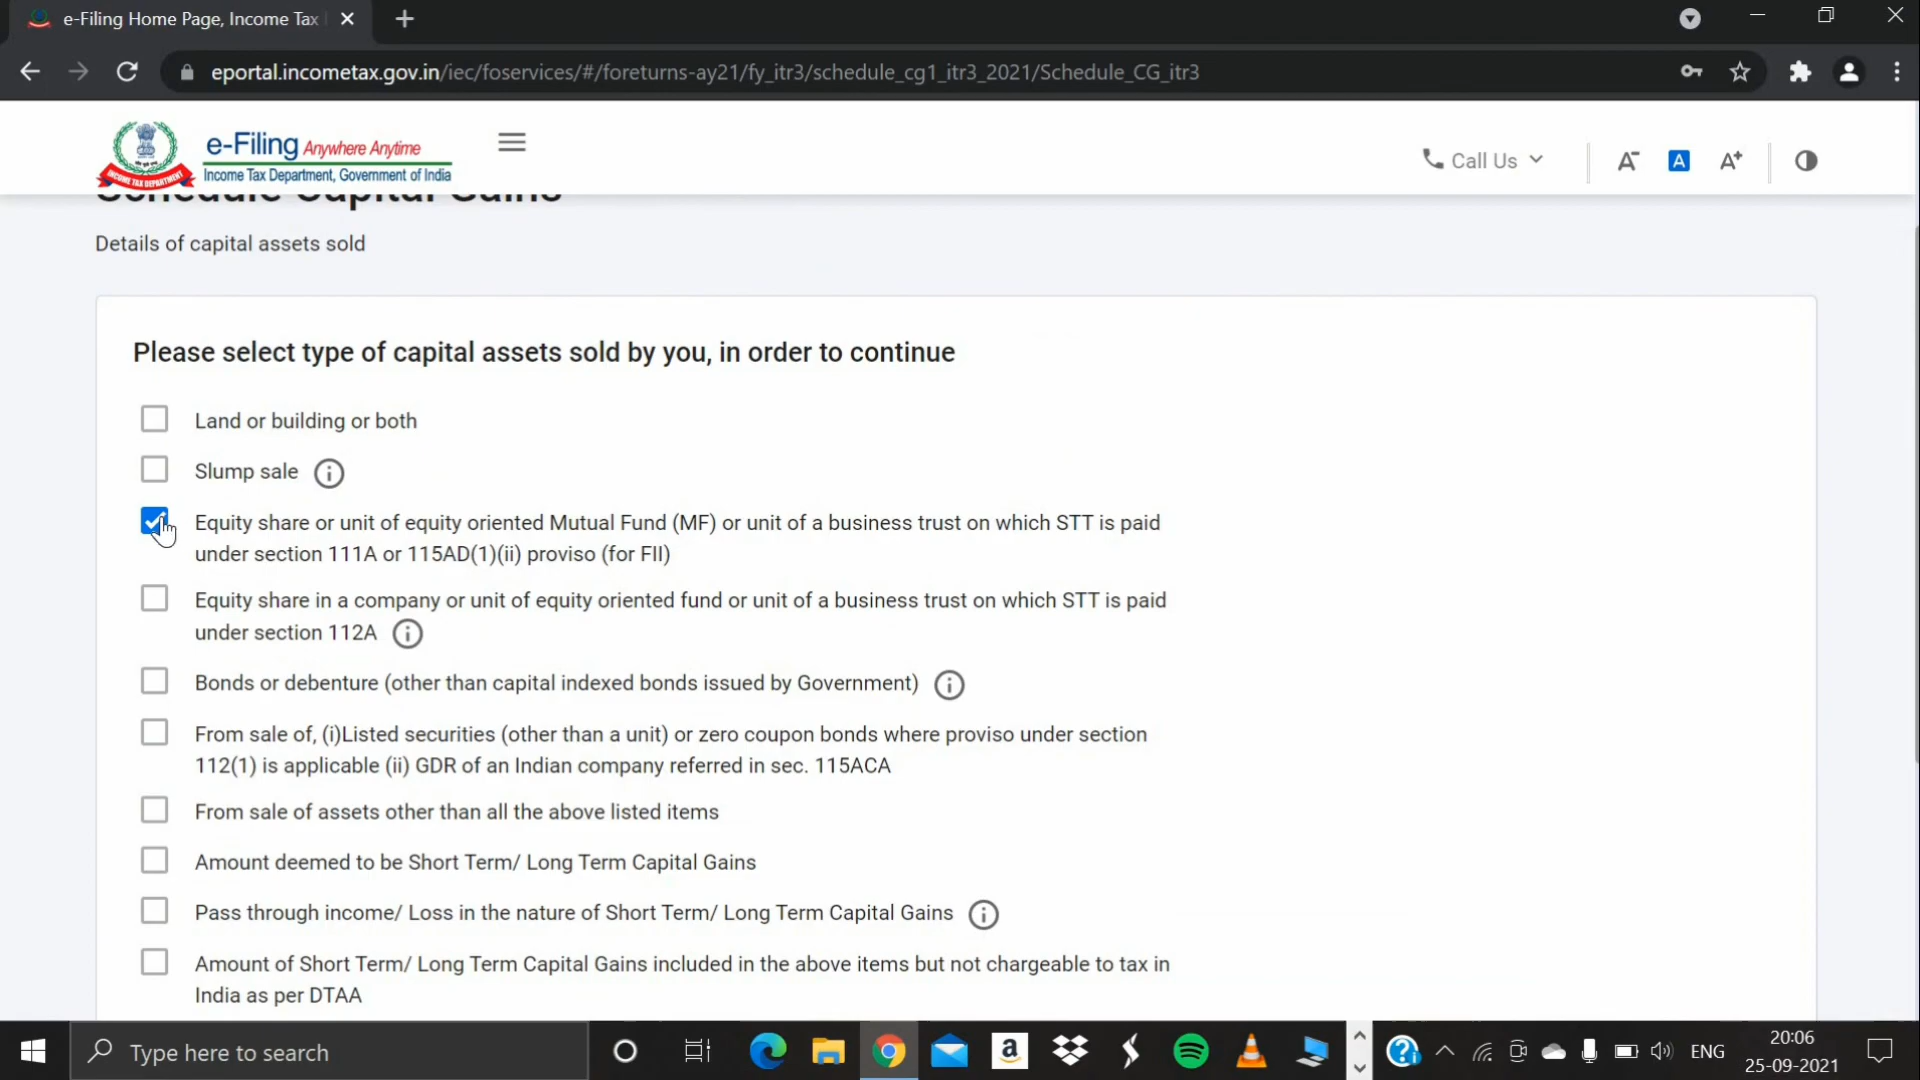 e-Filing Home Page, Income Tax
eportal.incometax.gov.in/iec/foservices/#/foreturns-ay21/fy_itr3/schedule_cg1_itr3_2021/Schedule_CG_itr3
e-Filing Anywhere Anytime
Income Tax Department, Government of India
INCOME TAX DEPARTMENT
Call Us
A-
A
A+
Schedule Capital Gains
Details of capital assets sold
Please select type of capital assets sold by you, in order to continue
Land or building or both
Slump sale
Equity share or unit of equity oriented Mutual Fund (MF) or unit of a business trust on which STT is paid
under section 111A or 115AD(1)(ii) proviso (for FII)
Equity share in a company or unit of equity oriented fund or unit of a business trust on which STT is paid
under section 112A
Bonds or debenture (other than capital indexed bonds issued by Government)
From sale of, (i)Listed securities (other than a unit) or zero coupon bonds where proviso under section
112(1) is applicable (ii) GDR of an Indian company referred in sec. 115ACA
From sale of assets other than all the above listed items
Amount deemed to be Short Term/ Long Term Capital Gains
Pass through income/ Loss in the nature of Short Term/ Long Term Capital Gains
Amount of Short Term/ Long Term Capital Gains included in the above items but not chargeable to tax in
India as per DTAA
Type here to search
ENG
20:06
25-09-2021